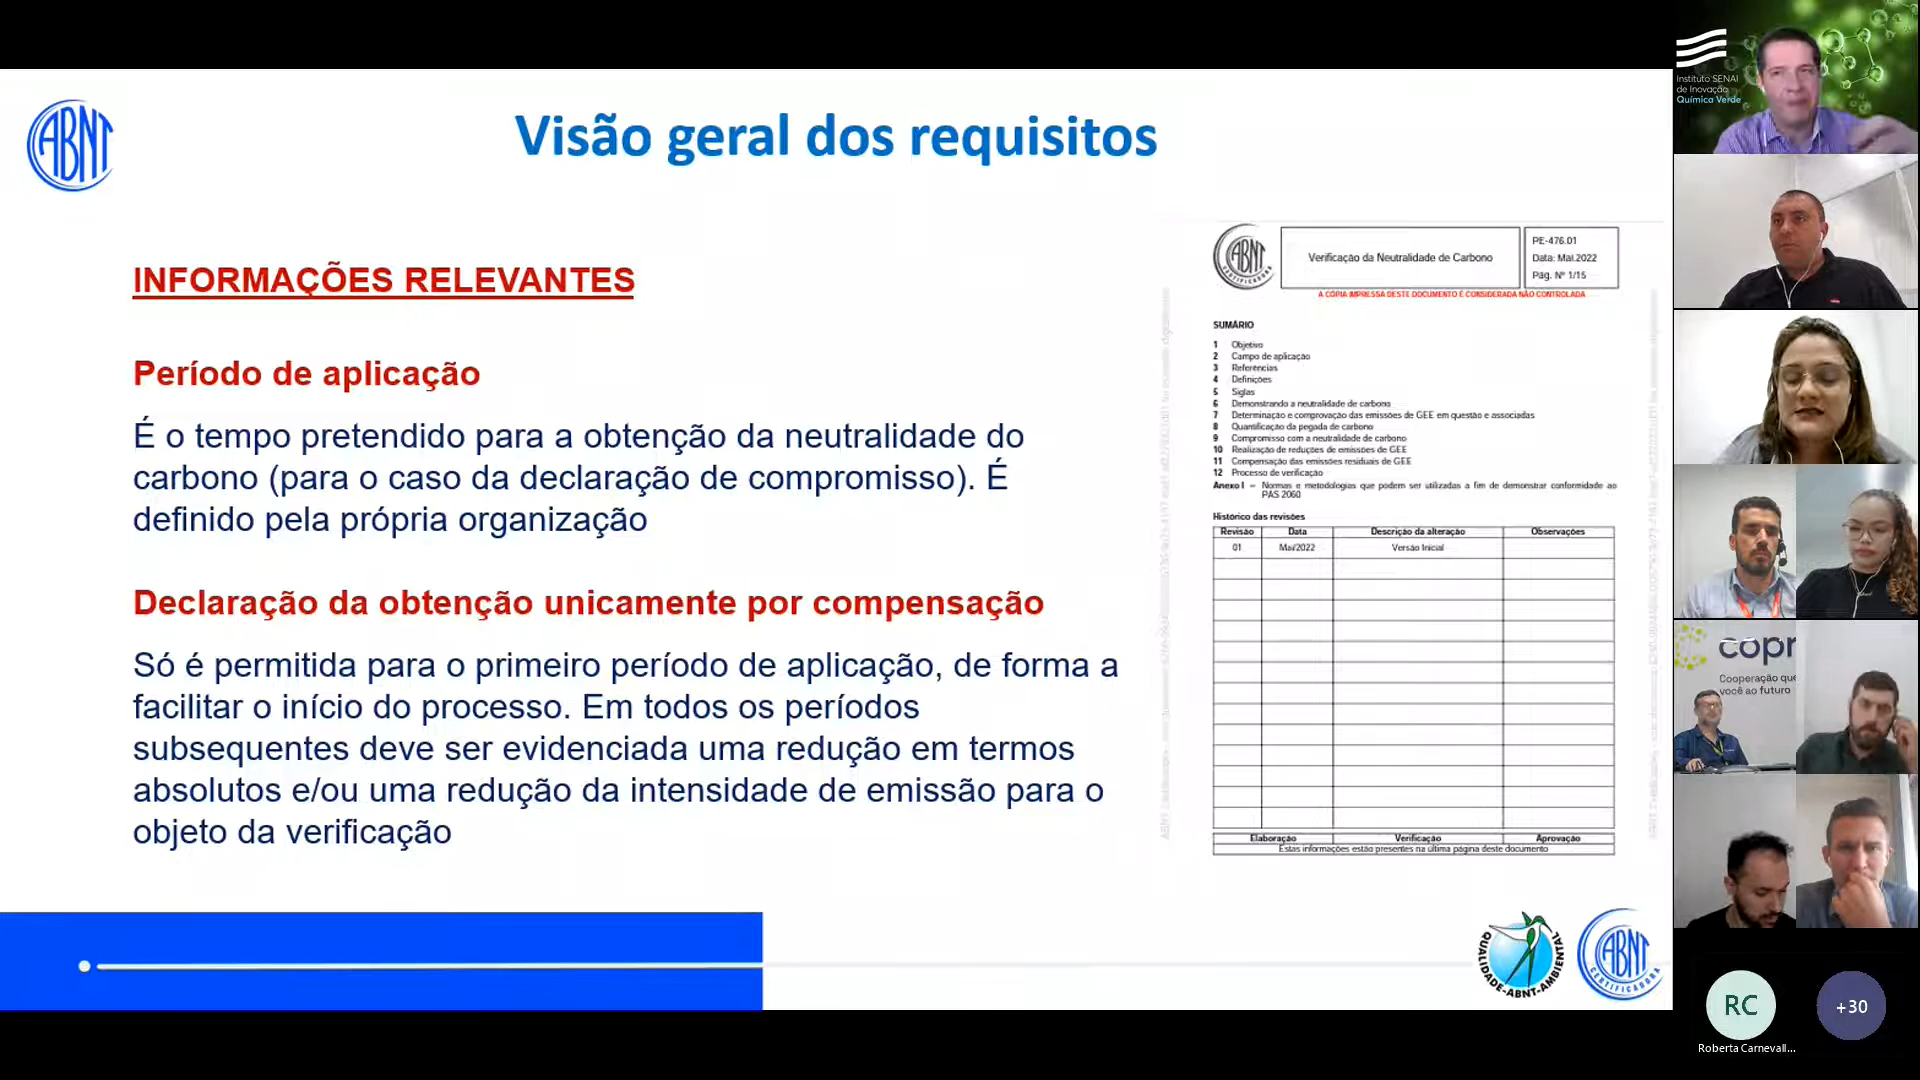 ABNT
Visão geral dos requisitos
INFORMAÇÕES RELEVANTES
Período de aplicação
É o tempo pretendido para a obtenção da neutralidade do
carbono (para o caso da declaração de compromisso). É
definido pela própria organização
Declaração da obtenção unicamente por compensação
Só é permitida para o primeiro período de aplicação, de forma a
facilitar o início do processo. Em todos os períodos
subsequentes deve ser evidenciada uma redução em termos
absolutos e/ou uma redução da intensidade de emissão para o
objeto da verificação
ABNT
CERTIFICADORA
Verificação da Neutralidade de Carbono
PE-476.01
Data: Mai.2022
Pág. Nº 1/15
A CÓPIA IMPRESSA DESTE DOCUMENTO É CONSIDERADA NÃO CONTROLADA
SUMÁRIO
1 Objetivo
2 Campo de aplicação
3 Referências
4 Definições
5 Siglas
6 Demonstrando a neutralidade de carbono
7 Determinação e comprovação das emissões de GEE em questão e associadas
8 Quantificação da pegada de carbono
9 Compromisso com a neutralidade de carbono
10 Realização de reduções de emissões de GEE
11 Compensação das emissões residuais de GEE
12 Processo de verificação
Anexo I – Normas e metodologias que podem ser utilizadas a fim de demonstrar conformidade ao
PAS 2060
Histórico das revisões
Revisão Data Descrição da alteração Observações
01 Mai/2022 Versão Inicial
Elaboração Verificação Aprovação
Estas informações estão presentes na última página deste documento
QUALIDADE-ABNT-AMBIENTAL
ABNT
CERTIFICADORA
Instituto SENAI
de Inovação
Química Verde
copr
Cooperação que
você ao futuro
RC
+30
Roberta Carnevall...